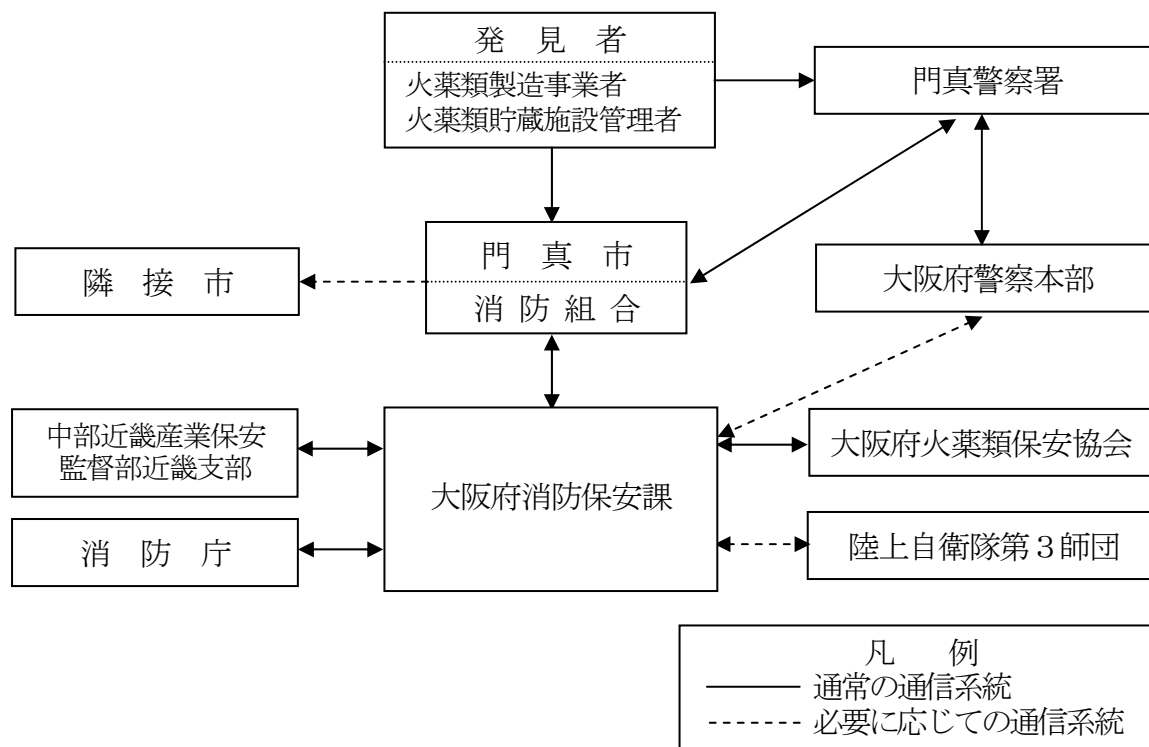 発見者
火薬類製造事業者
火薬類貯蔵施設管理者
門真警察署
隣接市
門真市
消防組合
大阪府警察本部
中部近畿産業保安
監督部近畿支部
大阪府消防保安課
大阪府火薬類保安協会
消防庁
陸上自衛隊第３師団
凡例
通常の通信系統
必要に応じての通信系統